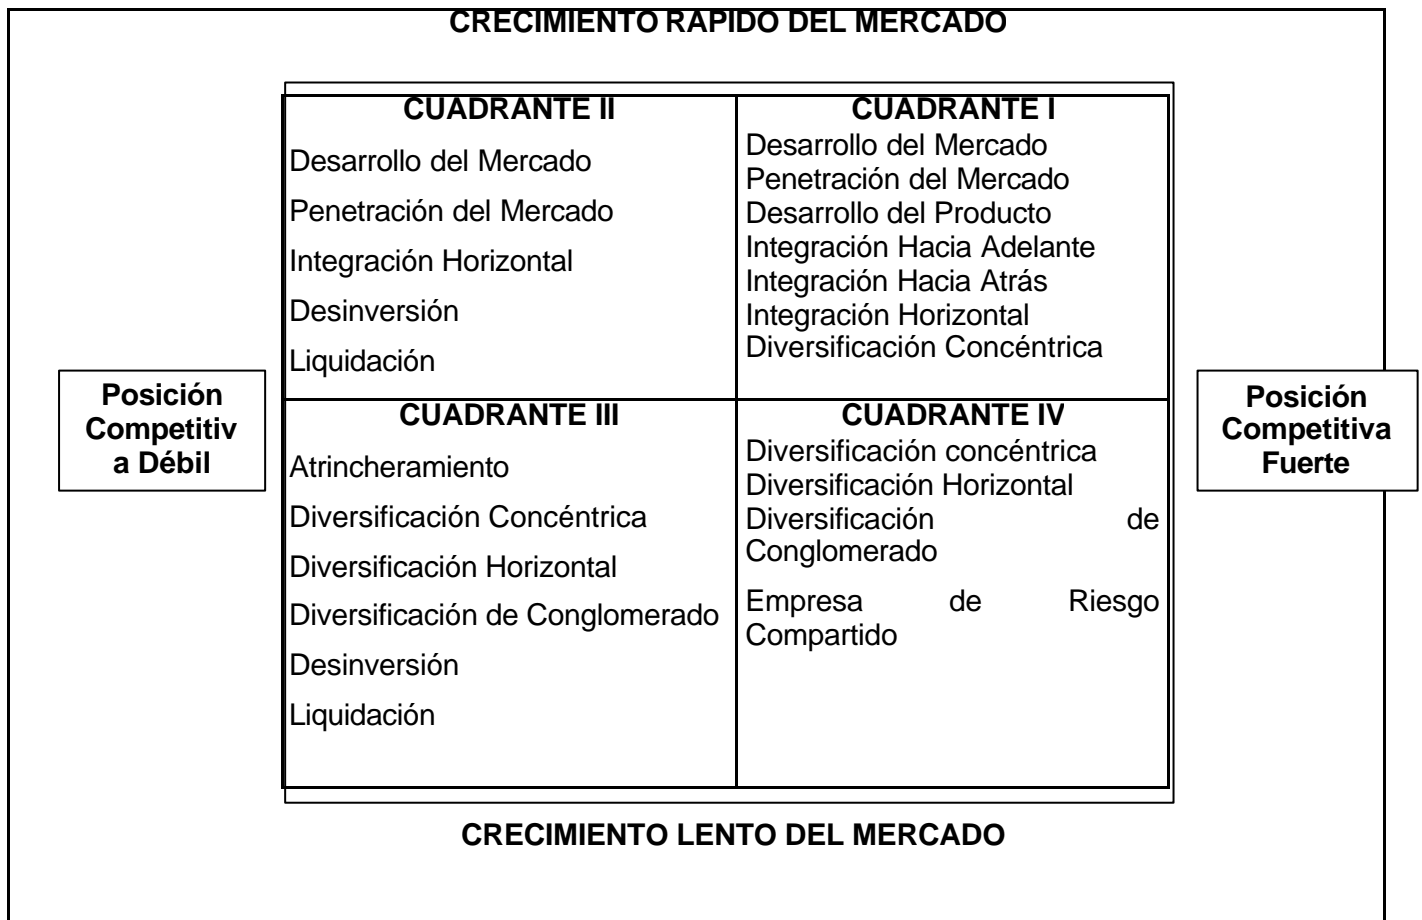 CRECIMIENTO RAPIDO DEL MERCADO
CUADRANTE II
Desarrollo del Mercado
Penetración del Mercado
Integración Horizontal
Desinversión
Liquidación
CUADRANTE I
Desarrollo del Mercado
Penetración del Mercado
Desarrollo del Producto
Integración Hacia Adelante
Integración Hacia Atrás
Integración Horizontal
Diversificación Concéntrica
Posición
Competitiv
a Débil
CUADRANTE III
Atrincheramiento
Diversificación Concéntrica
Diversificación Horizontal
Diversificación de Conglomerado
Desinversión
Liquidación
CUADRANTE IV
Diversificación concéntrica
Diversificación Horizontal
Diversificación de
Conglomerado
Empresa de Riesgo
Compartido
Posición
Competitiva
Fuerte
CRECIMIENTO LENTO DEL MERCADO